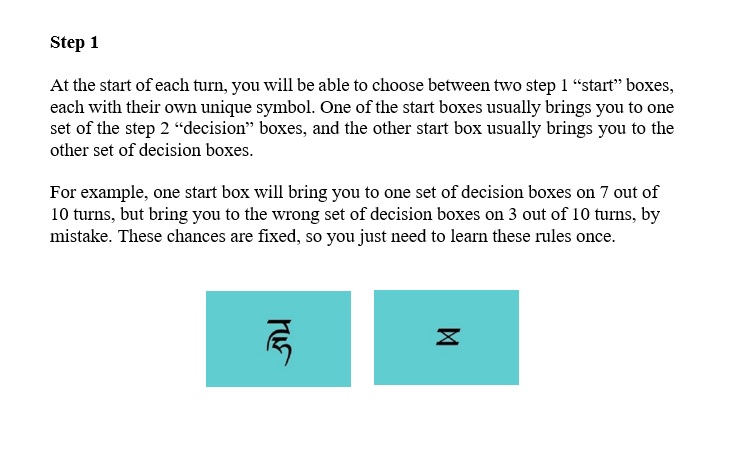 Step 1
At the start of each turn, you will be able to choose between two step 1 “start” boxes,
each with their own unique symbol. One of the start boxes usually brings you to one
set of the step 2 “decision” boxes, and the other start box usually brings you to the
other set of decision boxes.
For example, one start box will bring you to one set of decision boxes on 7 out of
10 turns, but bring you to the wrong set of decision boxes on 3 out of 10 turns, by
mistake. These chances are fixed, so you just need to learn these rules once.